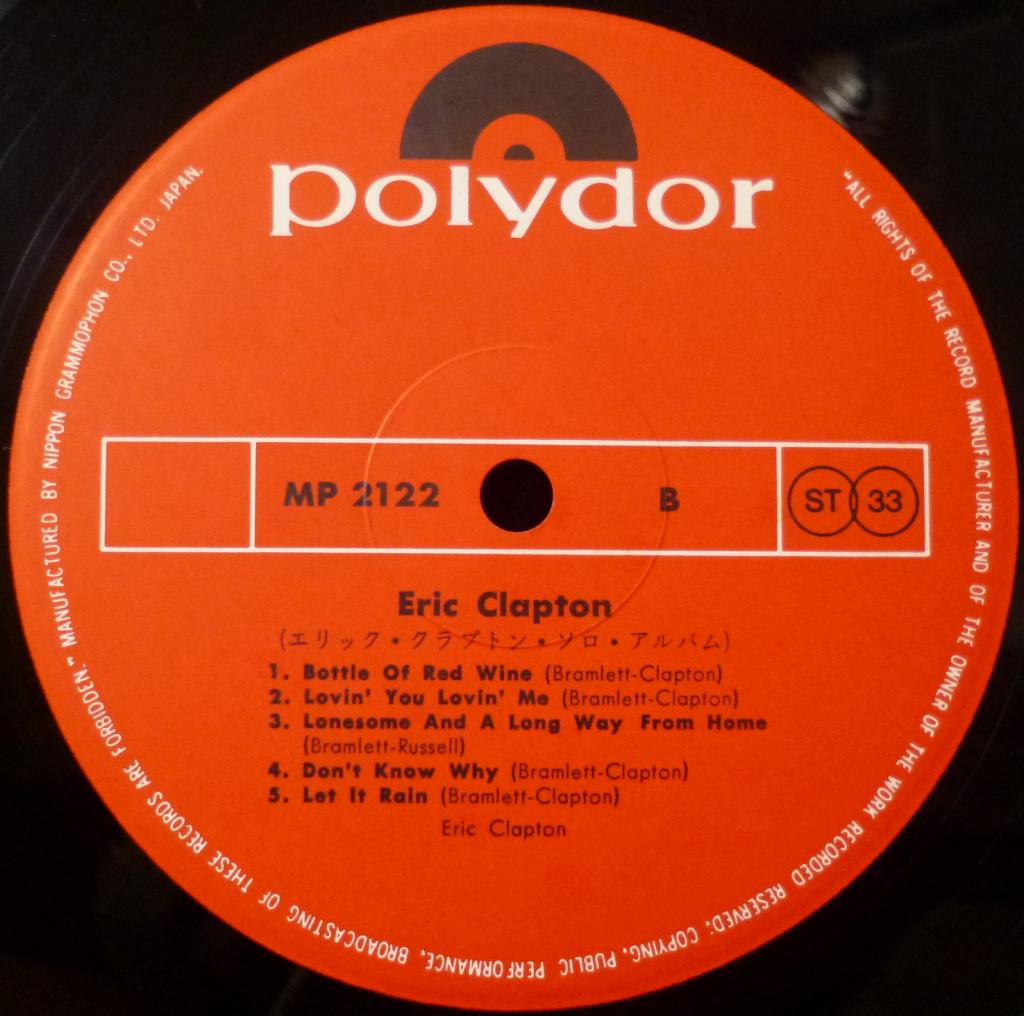 polydor
MP 2122
B
ST 33
Eric Clapton
(エリック・クラプトン・ソロ・アルバム)
1. Bottle Of Red Wine (Bramlett-Clapton)
2. Lovin' You Lovin' Me (Bramlett-Clapton)
3. Lonesome And A Long Way From Home
(Bramlett-Russell)
4. Don't Know Why (Bramlett-Clapton)
5. Let It Rain (Bramlett-Clapton)
Eric Clapton
"ALL RIGHTS OF THE RECORD MANUFACTURER AND OF THE OWNER OF THE WORK RECORDED RESERVED; COPYING, PUBLIC PERFORMANCE, BROADCASTING OF THESE RECORDS ARE FORBIDDEN." MANUFACTURED BY NIPPON GRAMMOPHON CO., LTD. JAPAN.